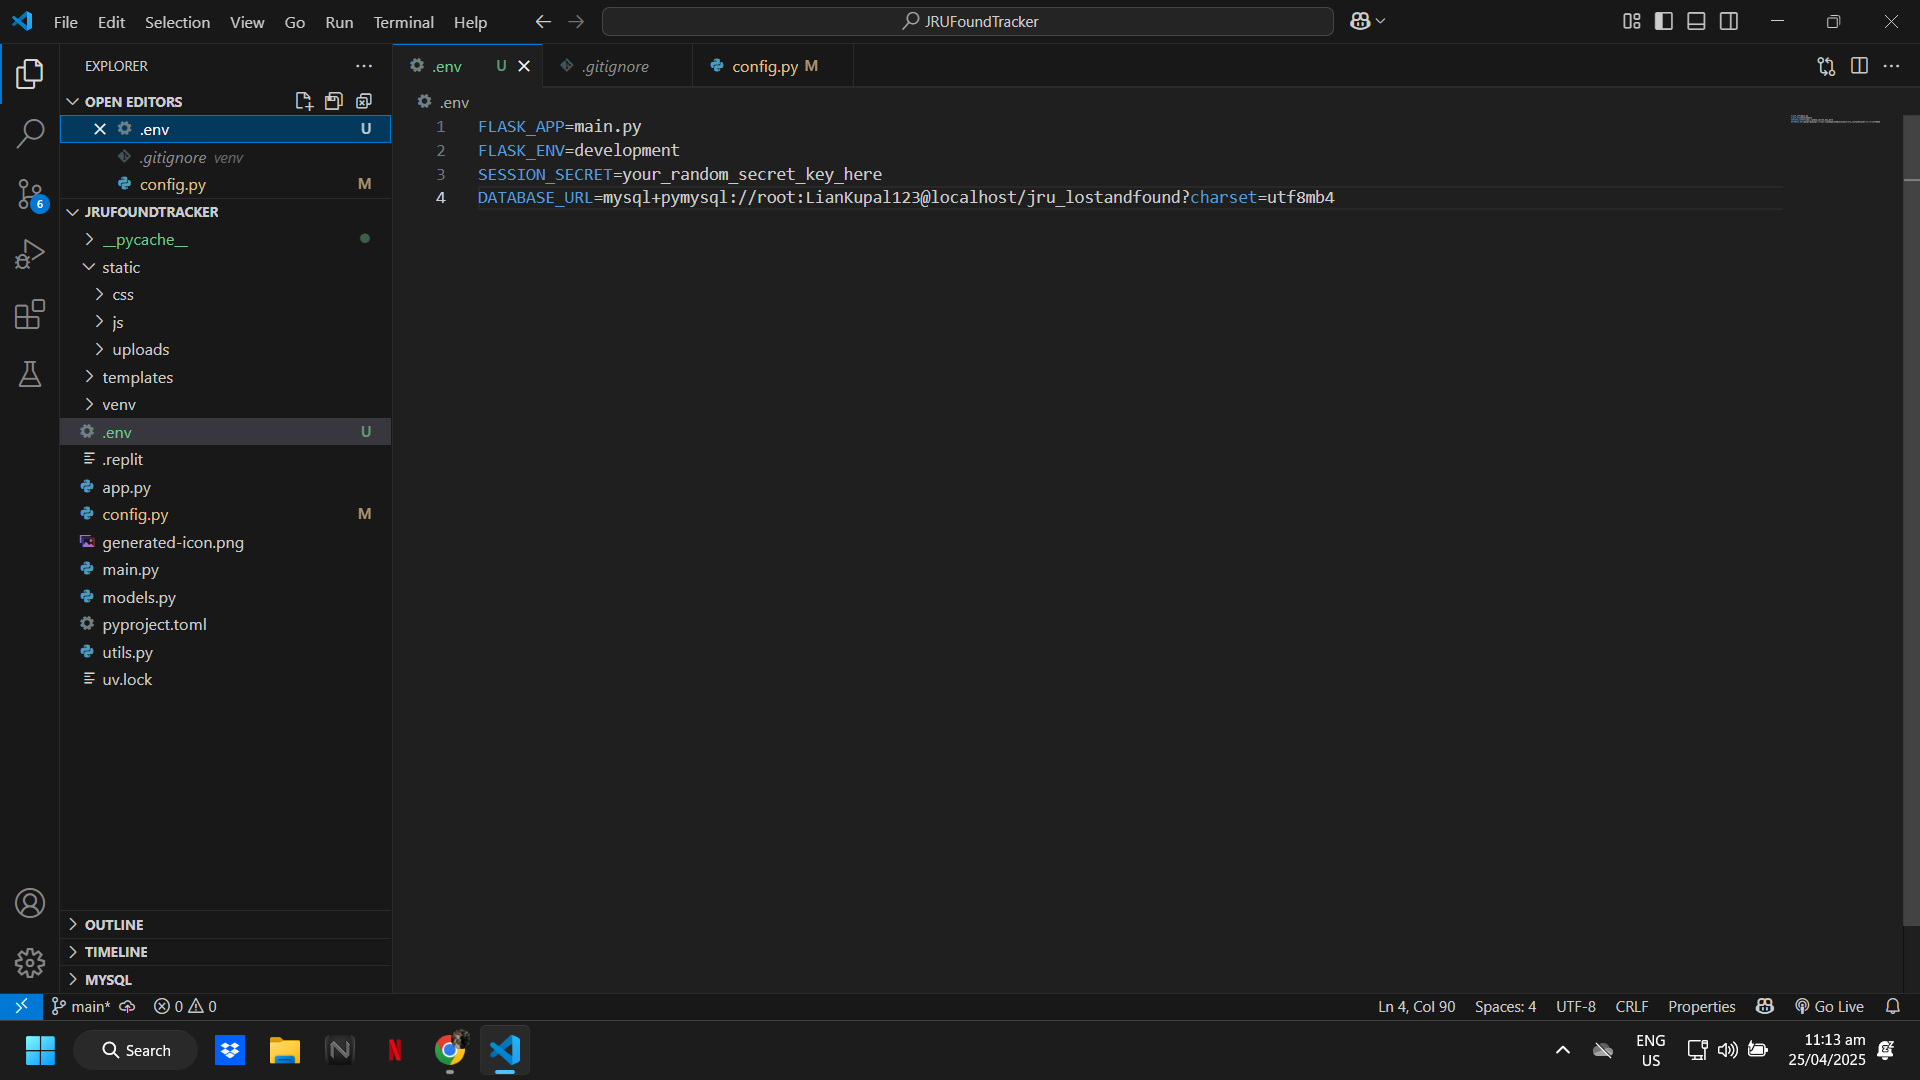 File Edit Selection View Go Run Terminal Help
JRUFoundTracker
EXPLORER
.env U
.gitignore
config.py M
OPEN EDITORS
.env U
.gitignore venv
config.py M
JRUFOUNDTRACKER
__pycache__
static
css
js
uploads
templates
venv
.env U
.replit
app.py
config.py M
generated-icon.png
main.py
models.py
pyproject.toml
utils.py
uv.lock
OUTLINE
TIMELINE
MYSQL
.env
1 FLASK_APP=main.py
2 FLASK_ENV=development
3 SESSION_SECRET=your_random_secret_key_here
4 DATABASE_URL=mysql+pymysql://root:LianKupal123@localhost/jru_lostandfound?charset=utf8mb4
6
main* 0 0
Ln 4, Col 90 Spaces: 4 UTF-8 CRLF Properties Go Live
Search
N
N
ENG
US
11:13 am
25/04/2025